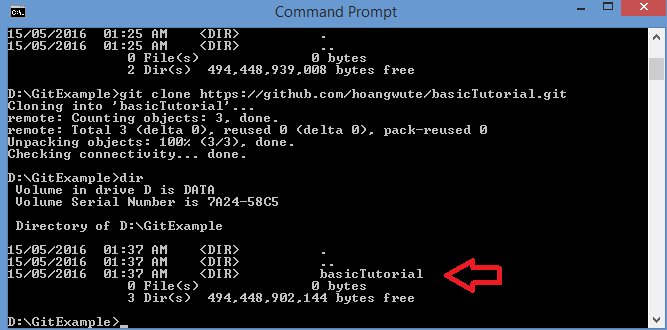 Command Prompt
15/05/2016  01:25 AM    <DIR>          .
15/05/2016  01:25 AM    <DIR>          ..
               0 File(s)              0 bytes
               2 Dir(s)  494,448,939,008 bytes free
D:\GitExample>git clone https://github.com/hoangwute/basicTutorial.git
Cloning into 'basicTutorial'...
remote: Counting objects: 3, done.
remote: Total 3 (delta 0), reused 0 (delta 0), pack-reused 0
Unpacking objects: 100% (3/3), done.
Checking connectivity... done.
D:\GitExample>dir
 Volume in drive D is DATA
 Volume Serial Number is 7A24-58C5
 Directory of D:\GitExample
15/05/2016  01:37 AM    <DIR>          .
15/05/2016  01:37 AM    <DIR>          ..
15/05/2016  01:37 AM    <DIR>          basicTutorial
               0 File(s)              0 bytes
               3 Dir(s)  494,448,902,144 bytes free
D:\GitExample>_